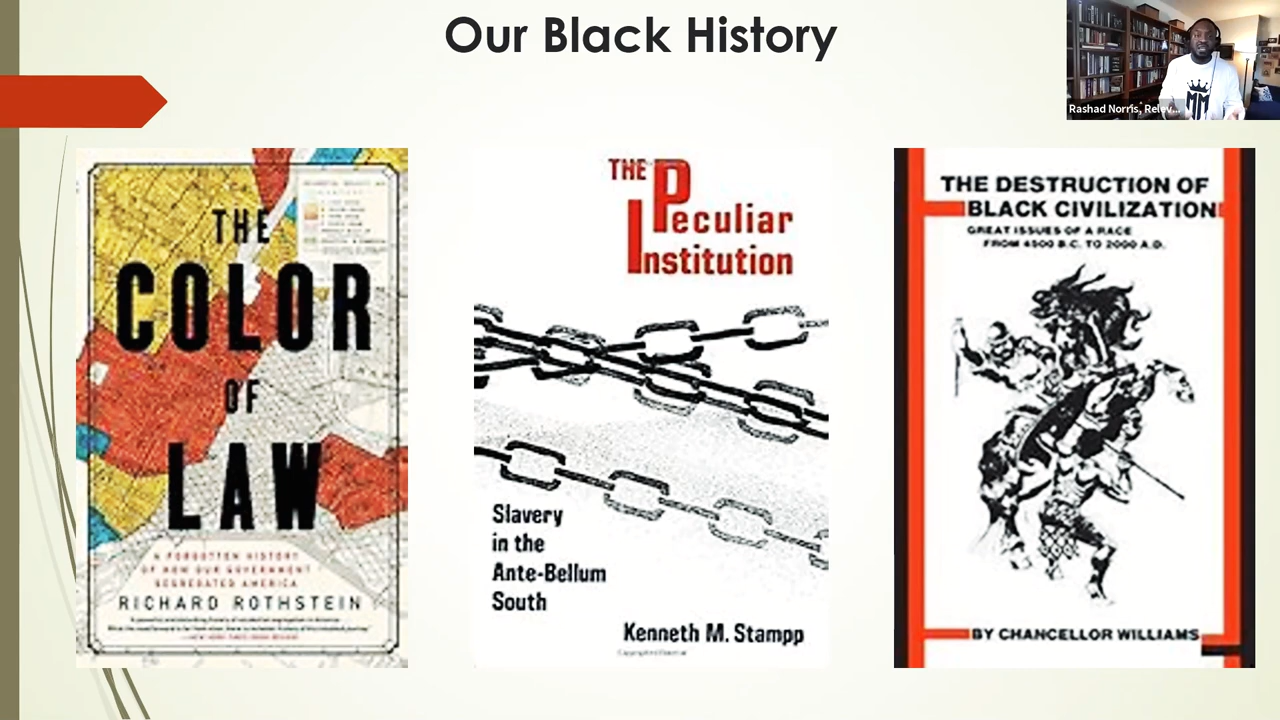 Our Black History
Rashad Norris, Relev...
MM
THE
COLOR
OF
LAW
A FORGOTTEN HISTORY
OF HOW OUR GOVERNMENT
SEGREGATED AMERICA
RICHARD ROTHSTEIN
THE Peculiar
Institution
Slavery
in the
Ante-Bellum
South
Kenneth M. Stampp
THE DESTRUCTION OF
BLACK CIVILIZATION
GREAT ISSUES OF A RACE
FROM 4500 B.C. TO 2000 A.D.
BY CHANCELLOR WILLIAMS